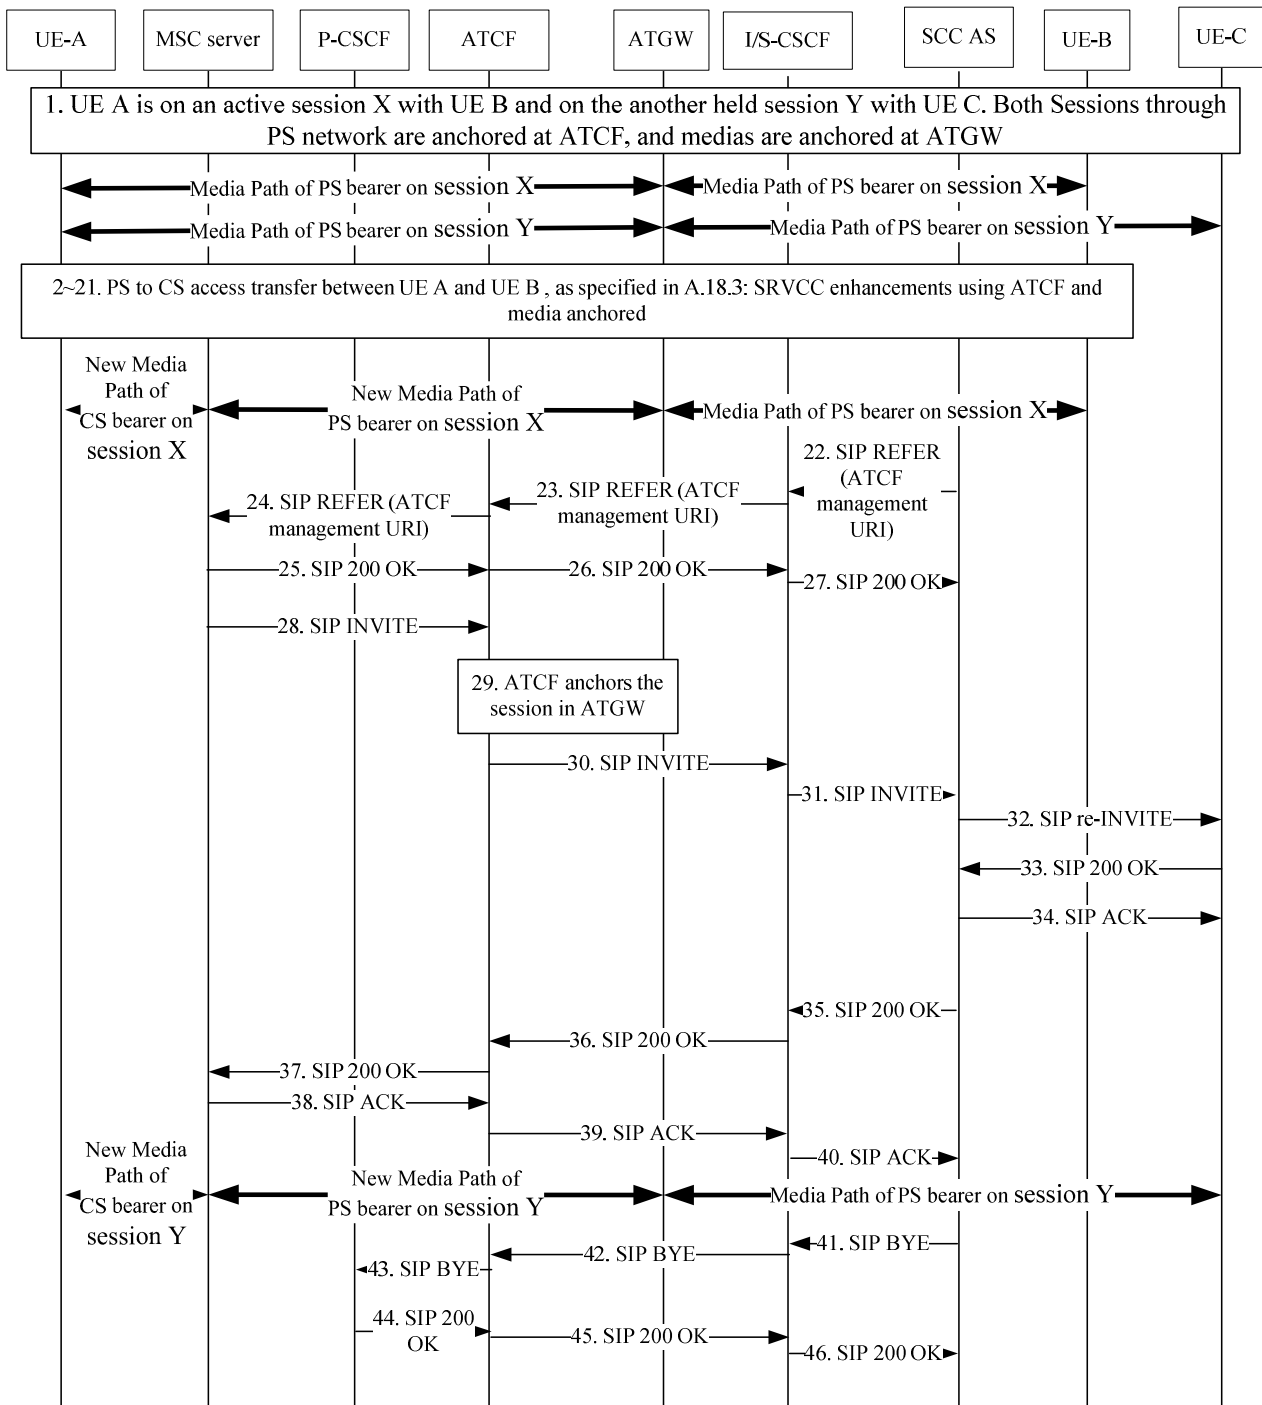 UE-A
MSC server
P-CSCF
ATCF
ATGW
I/S-CSCF
SCC AS
UE-B
UE-C
1. UE A is on an active session X with UE B and on the another held session Y with UE C. Both Sessions through
PS network are anchored at ATCF, and medias are anchored at ATGW
Media Path of PS bearer on session X
Media Path of PS bearer on session X
Media Path of PS bearer on session Y
Media Path of PS bearer on session Y
2~21. PS to CS access transfer between UE A and UE B , as specified in A.18.3: SRVCC enhancements using ATCF and
media anchored
New Media
Path of
CS bearer on
session X
New Media Path of
PS bearer on session X
Media Path of PS bearer on session X
22. SIP REFER
(ATCF
management
URI)
23. SIP REFER (ATCF
management URI)
24. SIP REFER (ATCF
management URI)
25. SIP 200 OK
26. SIP 200 OK
27. SIP 200 OK
28. SIP INVITE
29. ATCF anchors the
session in ATGW
30. SIP INVITE
31. SIP INVITE
32. SIP re-INVITE
33. SIP 200 OK
34. SIP ACK
35. SIP 200 OK
36. SIP 200 OK
37. SIP 200 OK
38. SIP ACK
39. SIP ACK
40. SIP ACK
New Media
Path of
CS bearer on
session Y
New Media Path of
PS bearer on session Y
Media Path of PS bearer on session Y
41. SIP BYE
42. SIP BYE
43. SIP BYE
44. SIP 200
OK
45. SIP 200 OK
46. SIP 200 OK